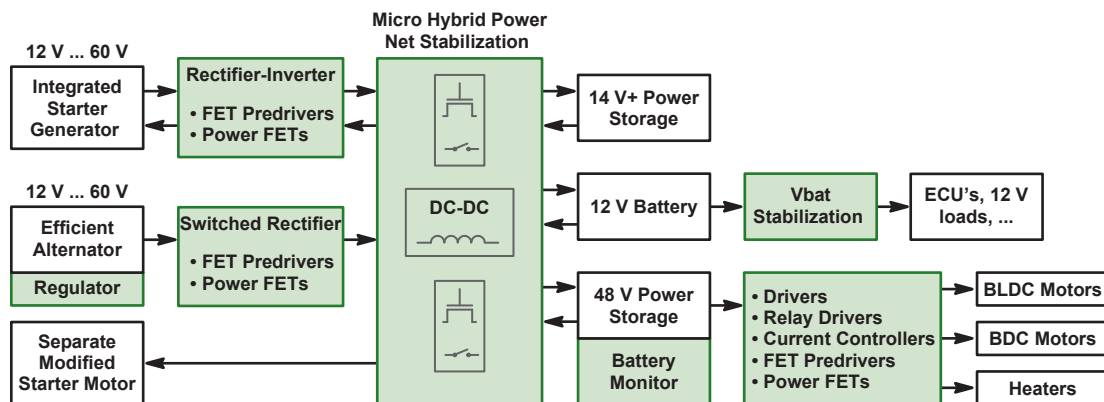 Micro Hybrid Power
Net Stabilization
12 V ... 60 V
Integrated
Starter
Generator
Rectifier-Inverter
• FET Predrivers
• Power FETs
14 V+ Power
Storage
12 V ... 60 V
Efficient
Alternator
Regulator
Switched Rectifier
• FET Predrivers
• Power FETs
DC-DC
12 V Battery
Vbat
Stabilization
ECU's, 12 V
loads, ...
Separate
Modified
Starter Motor
48 V Power
Storage
Battery
Monitor
• Drivers
• Relay Drivers
• Current Controllers
• FET Predrivers
• Power FETs
BLDC Motors
BDC Motors
Heaters